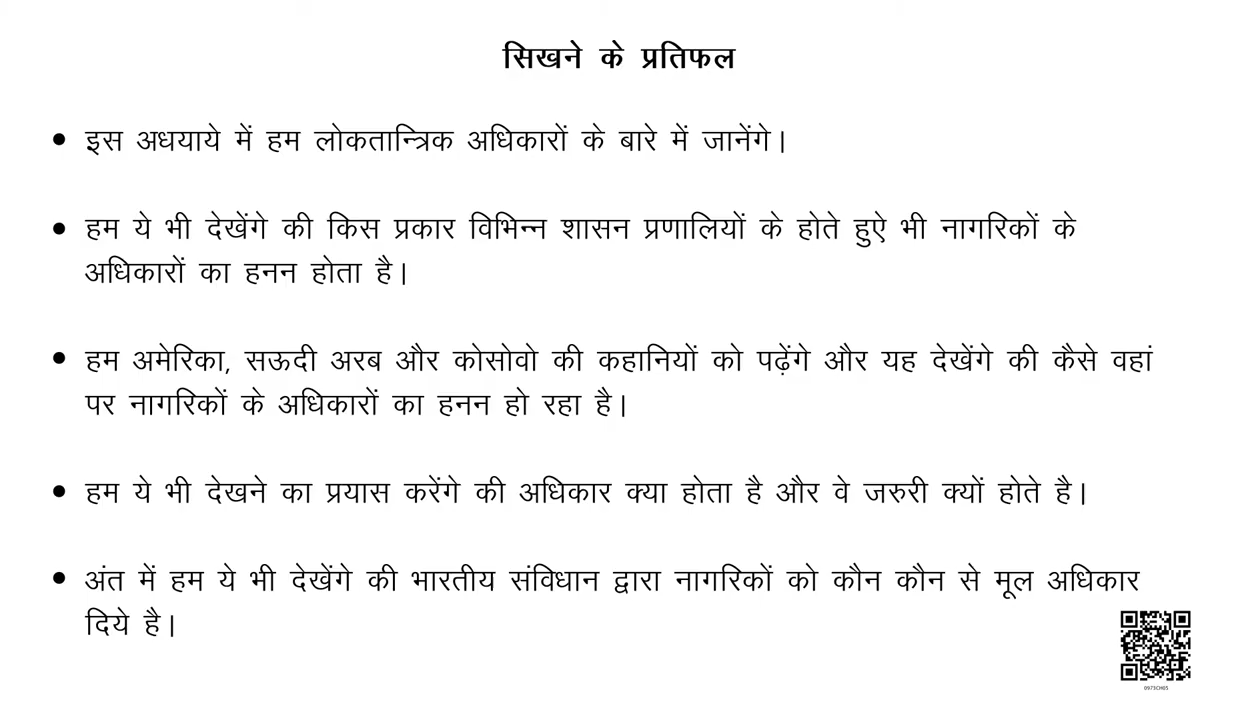 सिखने के प्रतिफल
• इस अधयाये में हम लोकतान्त्रिक अधिकारों के बारे में जानेंगे।
• हम ये भी देखेंगे की किस प्रकार विभिन्न शासन प्रणालियों के होते हुऐ भी नागरिकों के
अधिकारों का हनन होता है।
• हम अमेरिका, सऊदी अरब और कोसोवो की कहानियों को पढ़ेंगे और यह देखेंगे की कैसे वहां
पर नागरिकों के अधिकारों का हनन हो रहा है।
• हम ये भी देखने का प्रयास करेंगे की अधिकार क्या होता है और वे जरुरी क्यों होते है।
• अंत में हम ये भी देखेंगे की भारतीय संविधान द्वारा नागरिकों को कौन कौन से मूल अधिकार
दिये है।
0973CH05